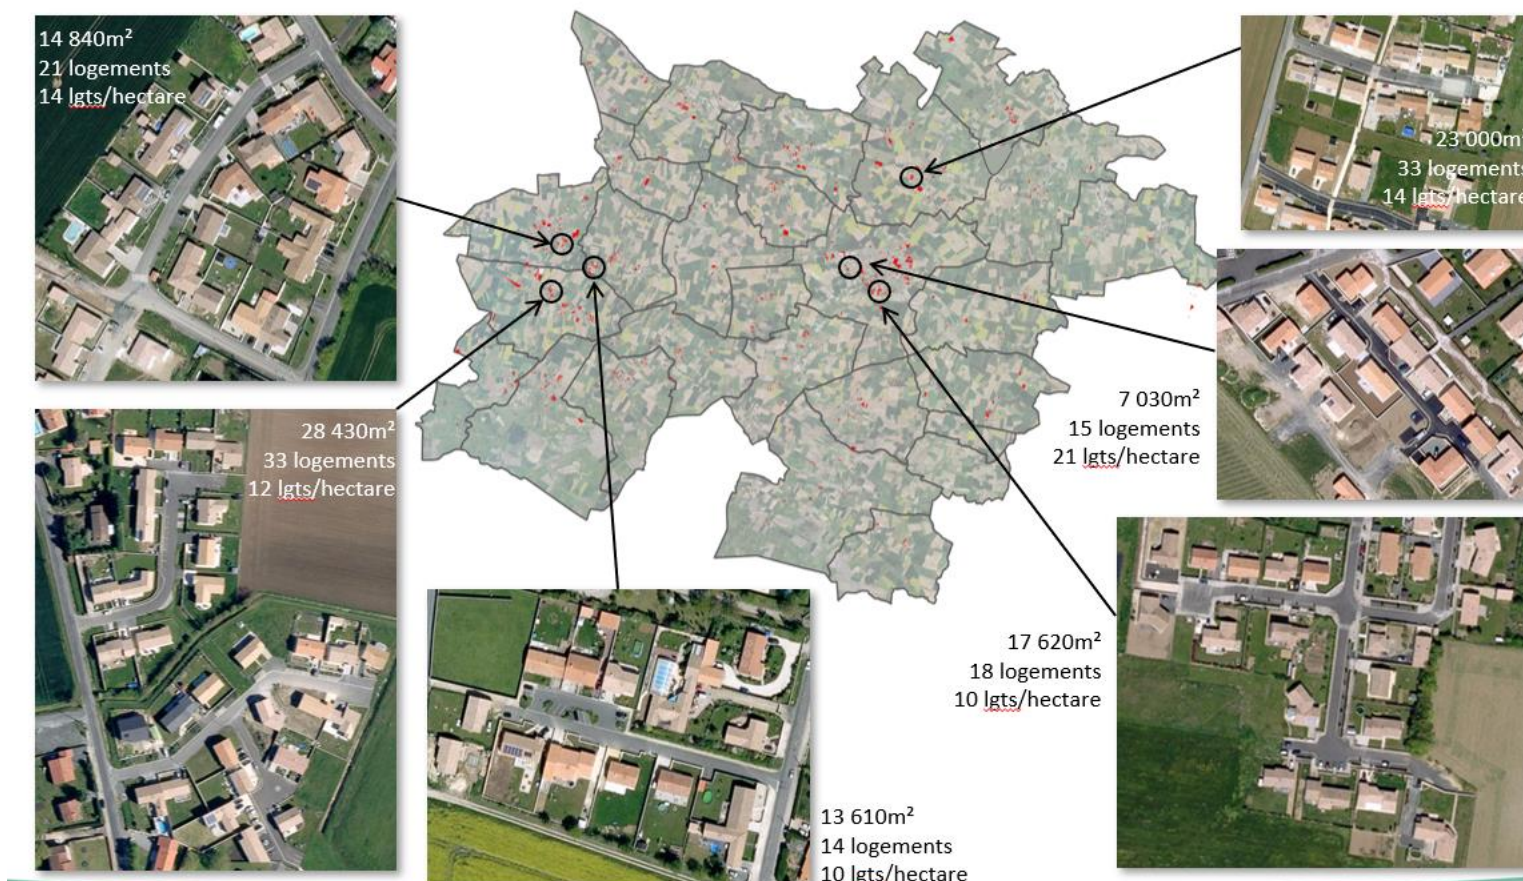 14 840m²
21 logements
14 lgts/hectare
23 000m²
33 logements
14 lgts/hectare
7 030m²
15 logements
21 lgts/hectare
28 430m²
33 logements
12 lgts/hectare
17 620m²
18 logements
10 lgts/hectare
13 610m²
14 logements
10 lgts/hectare